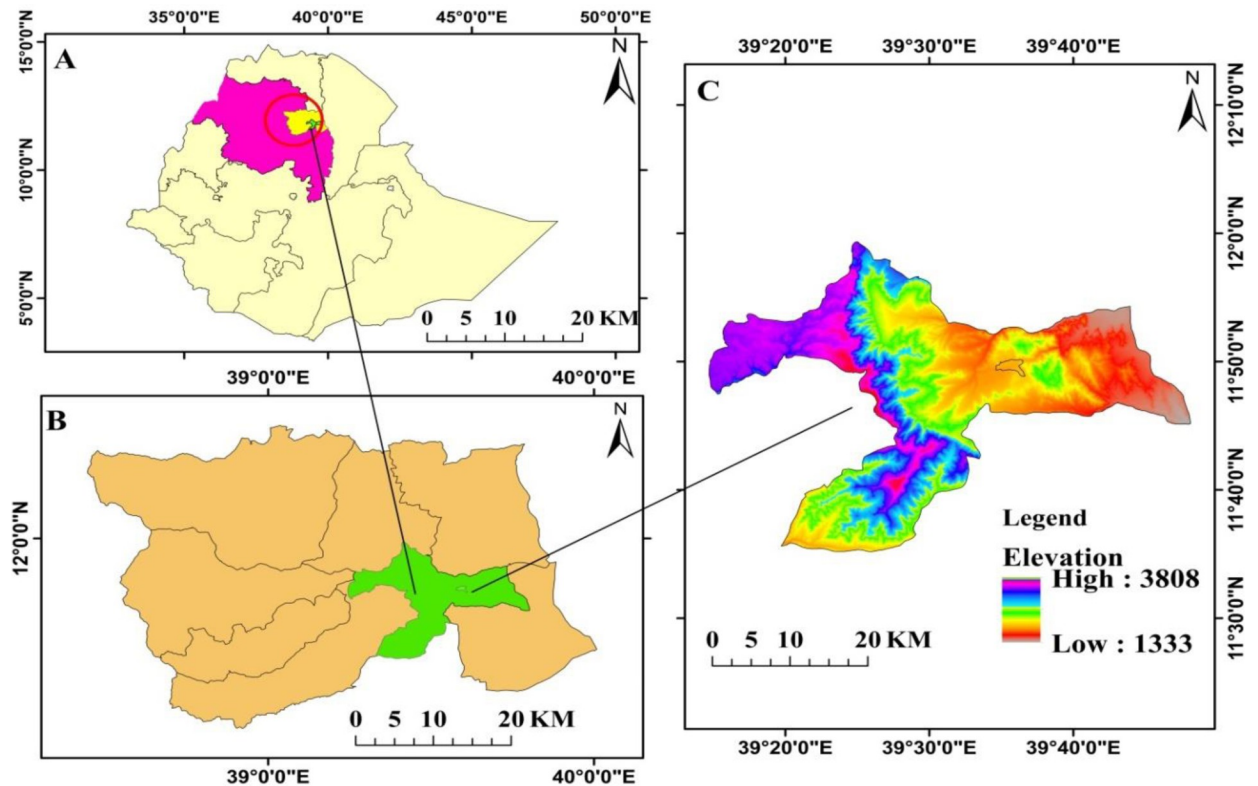 35°0'0"E 40°0'0"E 45°0'0"E 50°0'0"E
A
N
15°0'0"N
10°0'0"N
5°0'0"N
0 5 10 20 KM
39°0'0"E 40°0'0"E
B
N
12°0'0"N
0 5 10 20 KM
39°0'0"E 40°0'0"E
39°20'0"E 39°30'0"E 39°40'0"E
C
N
12°10'0"N
12°0'0"N
11°50'0"N
11°40'0"N
11°30'0"N
Legend
Elevation
High : 3808
Low : 1333
0 5 10 20 KM
39°20'0"E 39°30'0"E 39°40'0"E